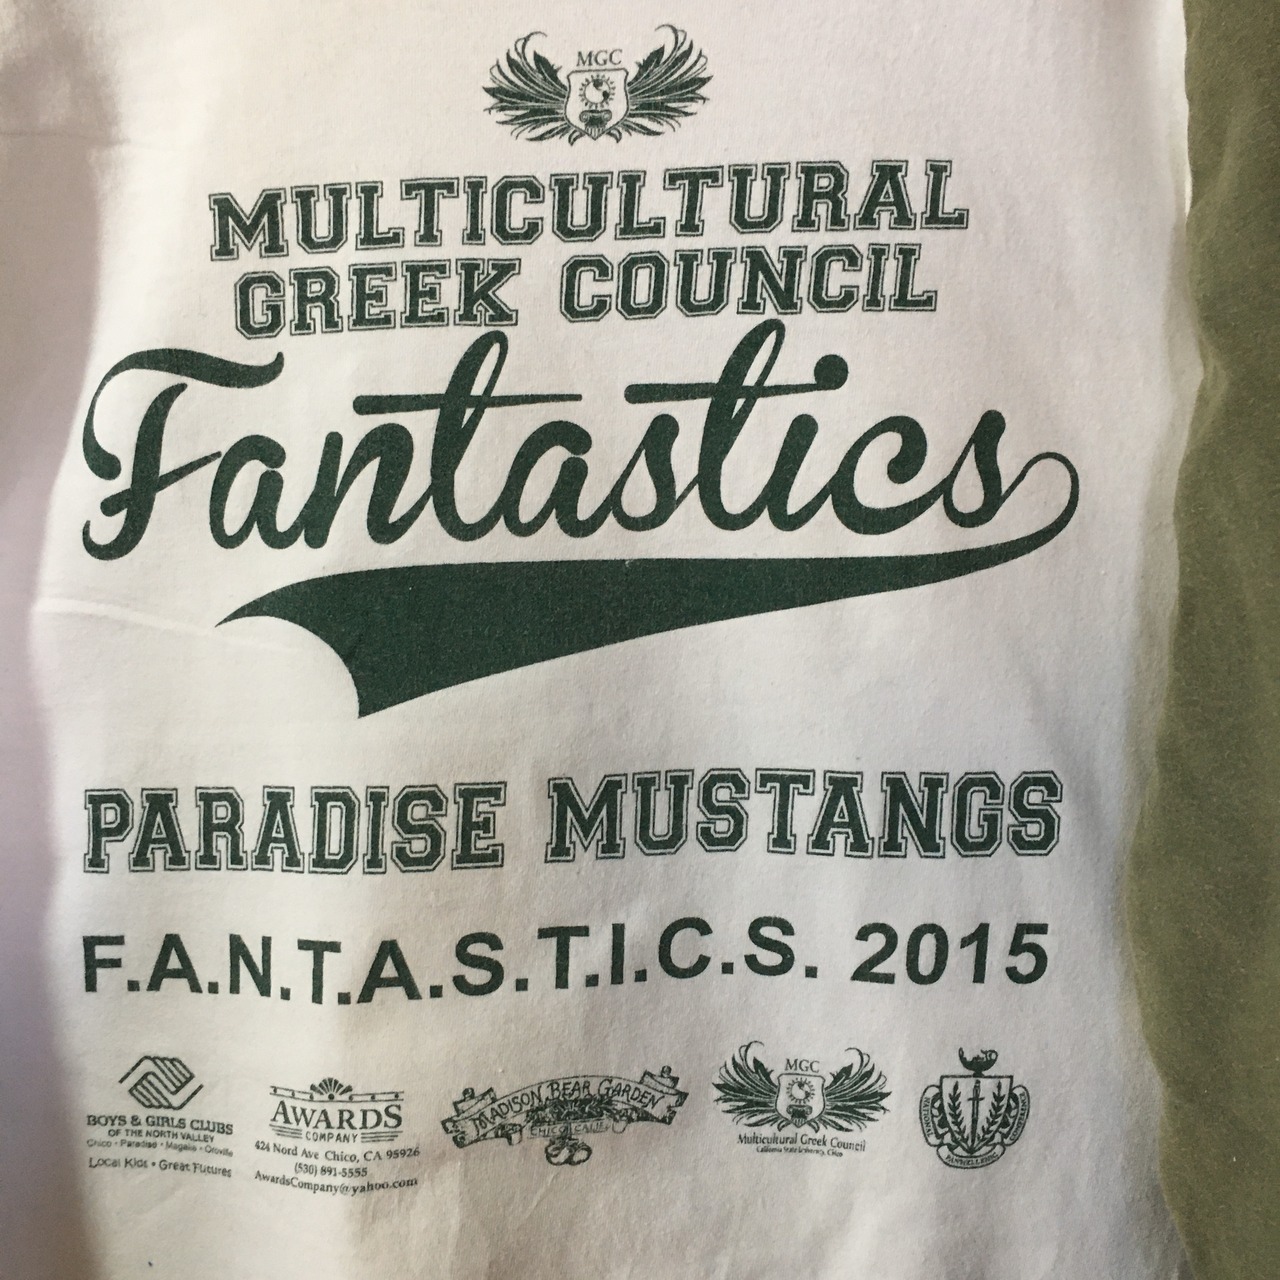 MGC
MULTICULTURAL
GREEK COUNCIL
Fantastics
PARADISE MUSTANGS
F.A.N.T.A.S.T.I.C.S. 2015
BOYS & GIRLS CLUBS
OF THE NORTH VALLEY
Chico • Paradise • Magalia • Oroville
Local Kids • Great Futures
AWARDS
COMPANY
424 Nord Ave Chico, CA 95926
(530) 891-5555
AwardsCompany@yahoo.com
MADISON BEAR GARDEN
CHICO, CALIF.
MGC
Multicultural Greek Council
California State University, Chico
NATIONAL
PANHELLENIC
CONFERENCE